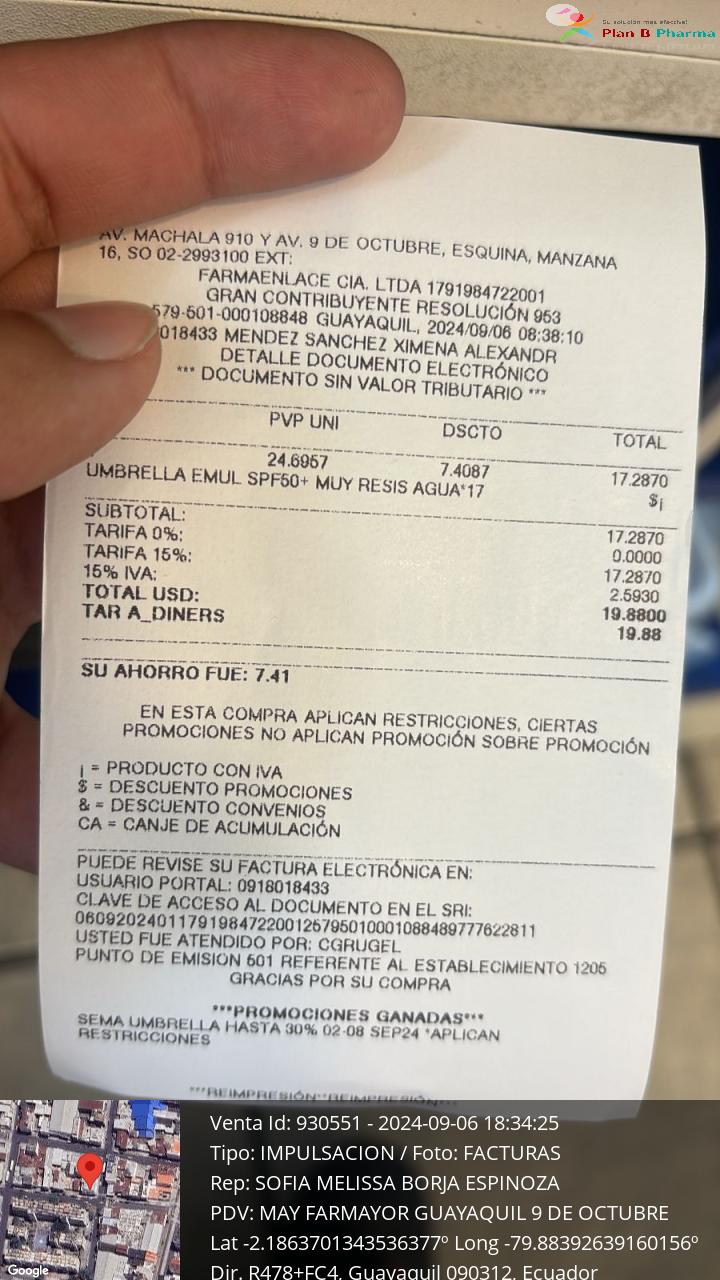 Su solución más efectiva!
Plan B Pharma
AV. MACHALA 910 Y AV. 9 DE OCTUBRE, ESQUINA, MANZANA
16, SO 02-2993100 EXT:
FARMAENLACE CIA. LTDA 1791984722001
GRAN CONTRIBUYENTE RESOLUCIÓN 953
579-501-000108848 GUAYAQUIL, 2024/09/06 08:38:10
018433 MENDEZ SANCHEZ XIMENA ALEXANDR
DETALLE DOCUMENTO ELECTRÓNICO
*** DOCUMENTO SIN VALOR TRIBUTARIO ***
PVP UNI DSCTO TOTAL
24.6957 7.4087 17.2870
UMBRELLA EMUL SPF50+ MUY RESIS AGUA*17 $¡
SUBTOTAL: 17.2870
TARIFA 0%: 0.0000
TARIFA 15%: 17.2870
15% IVA: 2.5930
TOTAL USD: 19.8800
TAR A_DINERS 19.88
SU AHORRO FUE: 7.41
EN ESTA COMPRA APLICAN RESTRICCIONES, CIERTAS
PROMOCIONES NO APLICAN PROMOCIÓN SOBRE PROMOCIÓN
¡ = PRODUCTO CON IVA
$ = DESCUENTO PROMOCIONES
& = DESCUENTO CONVENIOS
CA = CANJE DE ACUMULACIÓN
PUEDE REVISE SU FACTURA ELECTRÓNICA EN:
USUARIO PORTAL: 0918018433
CLAVE DE ACCESO AL DOCUMENTO EN EL SRI:
0609202401179198472200125795010001088489777622811
USTED FUE ATENDIDO POR: CGRUGEL
PUNTO DE EMISION 501 REFERENTE AL ESTABLECIMIENTO 1205
GRACIAS POR SU COMPRA
***PROMOCIONES GANADAS***
SEMA UMBRELLA HASTA 30% 02-08 SEP24 *APLICAN
RESTRICCIONES
***REIMPRESIÓN**REIMPRESIÓN***
Venta Id: 930551 - 2024-09-06 18:34:25
Tipo: IMPULSACION / Foto: FACTURAS
Rep: SOFIA MELISSA BORJA ESPINOZA
PDV: MAY FARMAYOR GUAYAQUIL 9 DE OCTUBRE
Lat -2.1863701343536377º Long -79.88392639160156º
Dir. R478+FC4, Guayaquil 090312, Ecuador
Google